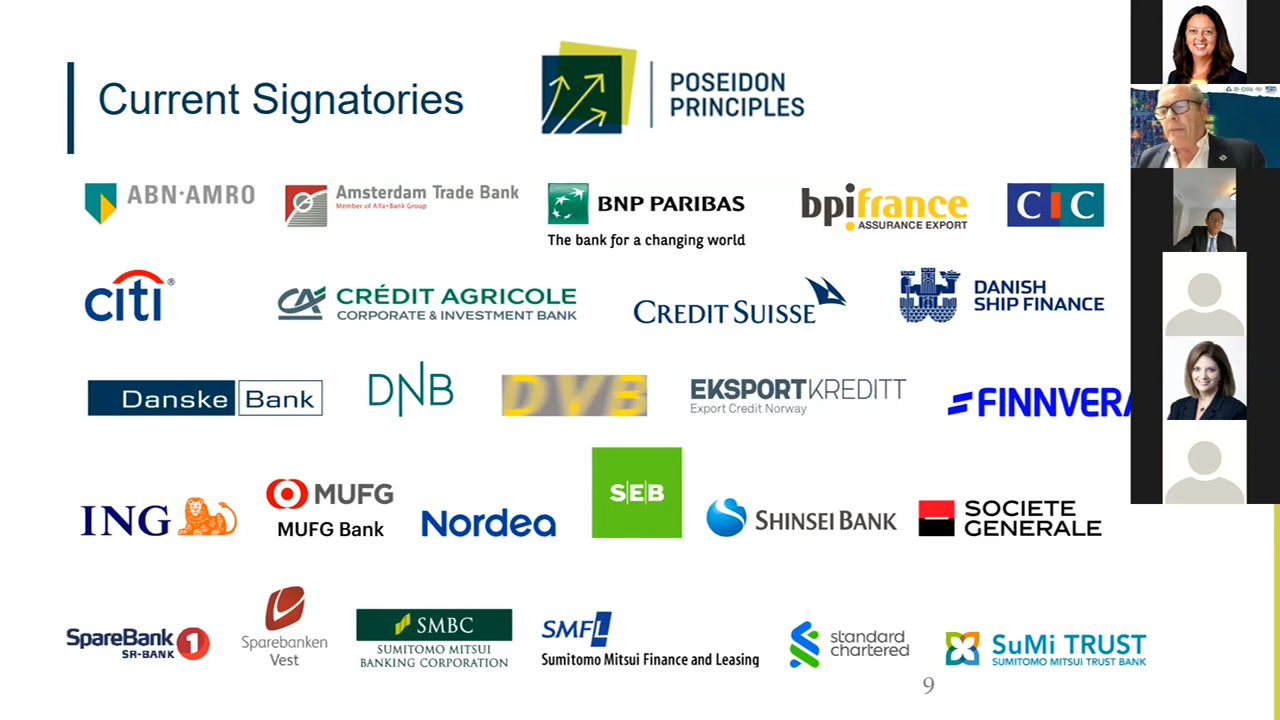 Current Signatories
POSEIDON
PRINCIPLES
ABN·AMRO
Amsterdam Trade Bank
Member of Alfa•Bank Group
BNP PARIBAS
The bank for a changing world
bpifrance
ASSURANCE EXPORT
CIC
citi®
CRÉDIT AGRICOLE
CORPORATE & INVESTMENT BANK
CREDIT SUISSE
DANISH
SHIP FINANCE
Danske Bank
DNB
DVB
EKSPORTKREDITT
Export Credit Norway
FINNVERA
ING
MUFG
MUFG Bank
Nordea
S|E|B
SHINSEI BANK
SOCIETE
GENERALE
SpareBank 1
SR-BANK
Sparebanken
Vest
SMBC
SUMITOMO MITSUI
BANKING CORPORATION
SMFL
Sumitomo Mitsui Finance and Leasing
standard
chartered
SuMi TRUST
SUMITOMO MITSUI TRUST BANK
9